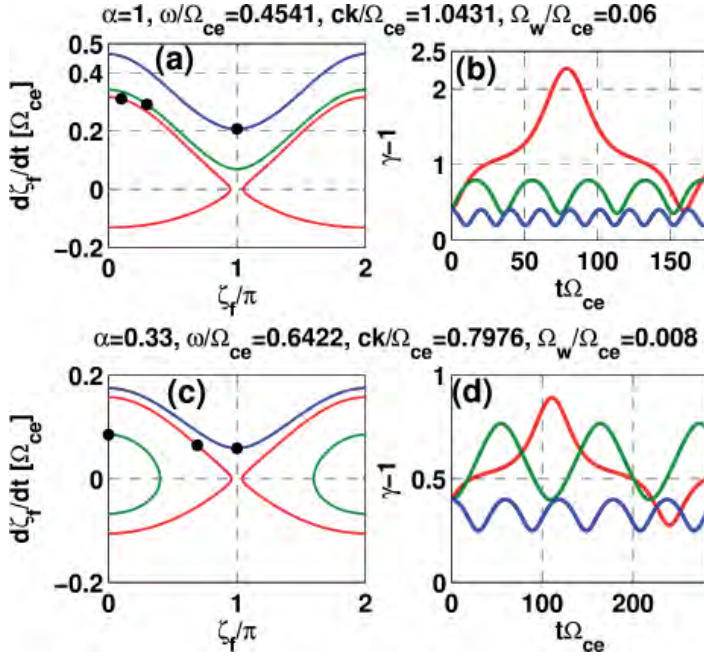 α=1, ω/Ω_ce=0.4541, ck/Ω_ce=1.0431, Ω_w/Ω_ce=0.06
(a)
dζ_f/dt [Ω_ce]
0.5
0.4
0.2
0
−0.2
0 1 2
ζ_f/π
(b)
γ−1
2.5
2
1
0
0 50 100 150
tΩ_ce
α=0.33, ω/Ω_ce=0.6422, ck/Ω_ce=0.7976, Ω_w/Ω_ce=0.008
(c)
dζ_f/dt [Ω_ce]
0.2
0
−0.2
0 1 2
ζ_f/π
(d)
γ−1
1
0.5
0
0 100 200
tΩ_ce